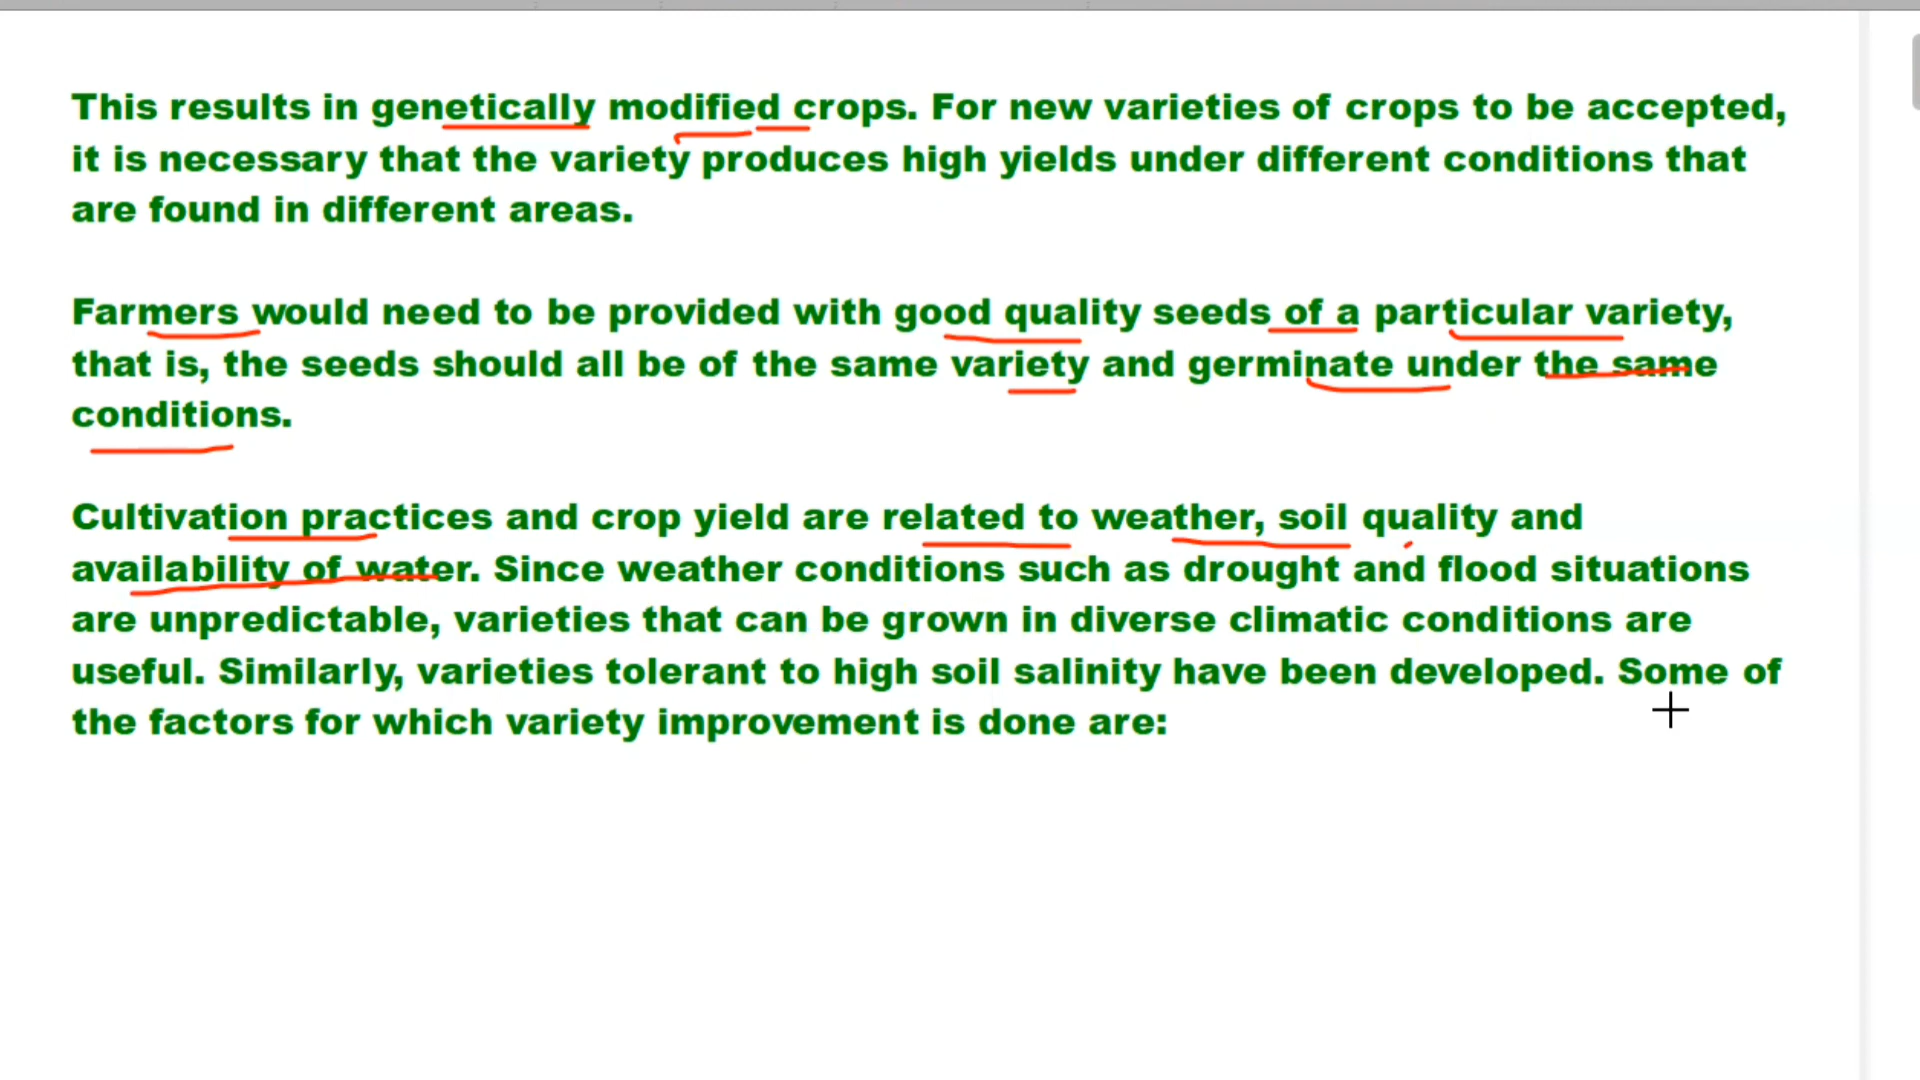 This results in genetically modified crops. For new varieties of crops to be accepted,
it is necessary that the variety produces high yields under different conditions that
are found in different areas.
Farmers would need to be provided with good quality seeds of a particular variety,
that is, the seeds should all be of the same variety and germinate under the same
conditions.
Cultivation practices and crop yield are related to weather, soil quality and
availability of water. Since weather conditions such as drought and flood situations
are unpredictable, varieties that can be grown in diverse climatic conditions are
useful. Similarly, varieties tolerant to high soil salinity have been developed. Some of
the factors for which variety improvement is done are: